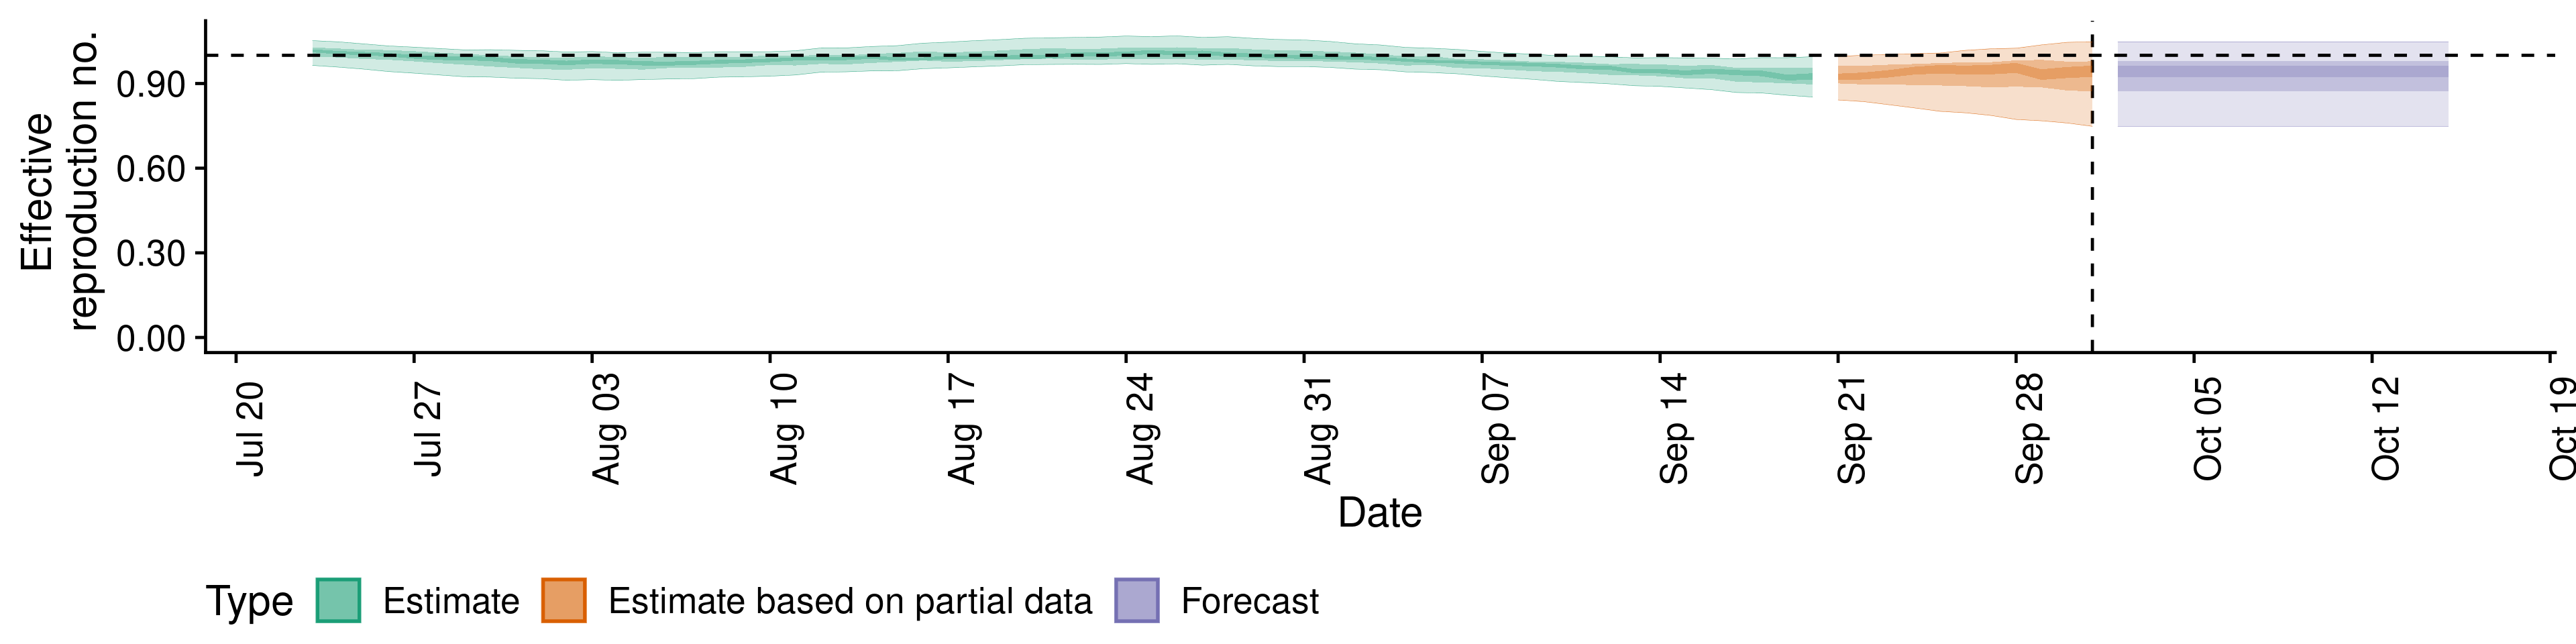 Effective
reproduction no.
0.90
0.60
0.30
0.00
Jul 20
Jul 27
Aug 03
Aug 10
Aug 17
Aug 24
Aug 31
Sep 07
Sep 14
Sep 21
Sep 28
Oct 05
Oct 12
Oct 19
Date
Type Estimate Estimate based on partial data Forecast